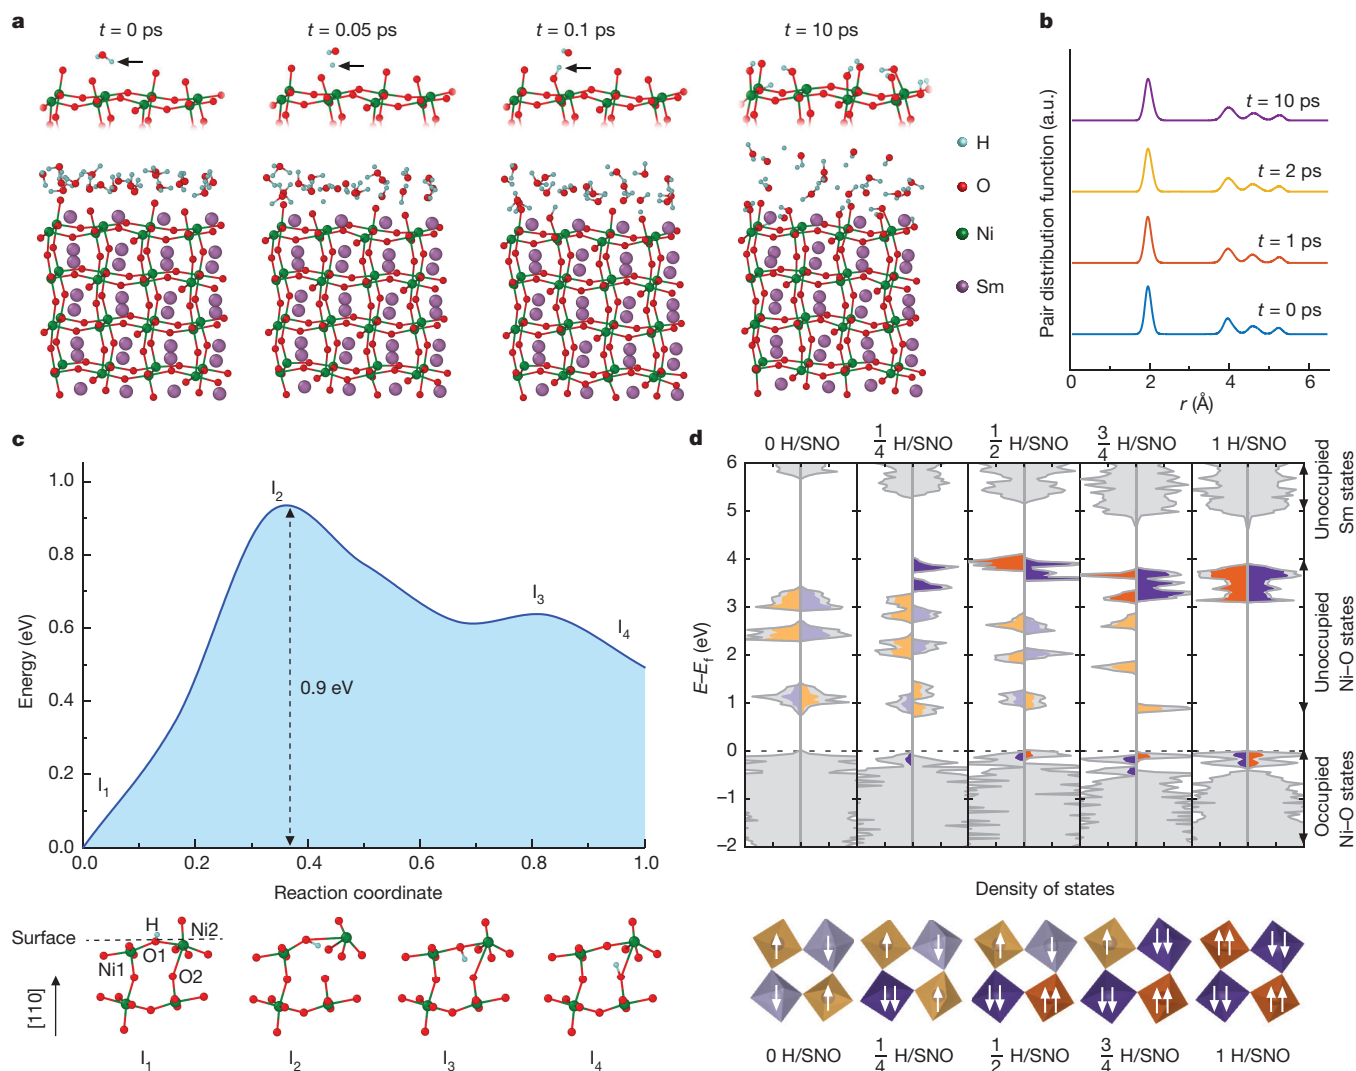 a
t = 0 ps
t = 0.05 ps
t = 0.1 ps
t = 10 ps
H
O
Ni
Sm
b
Pair distribution function (a.u.)
t = 10 ps
t = 2 ps
t = 1 ps
t = 0 ps
0 2 4 6
r (Å)
c
Energy (eV)
1.0
0.8
0.6
0.4
0.2
0.0
I₁
I₂
I₃
I₄
0.9 eV
0.0 0.2 0.4 0.6 0.8 1.0
Reaction coordinate
Surface
H
Ni2
Ni1
O1
O2
[110]
I₁ I₂ I₃ I₄
d
0 H/SNO 1/4 H/SNO 1/2 H/SNO 3/4 H/SNO 1 H/SNO
E–E_f (eV)
6
5
4
3
2
1
0
–1
–2
Unoccupied
Sm states
Unoccupied
Ni–O states
Occupied
Ni–O states
Density of states
0 H/SNO 1/4 H/SNO 1/2 H/SNO 3/4 H/SNO 1 H/SNO